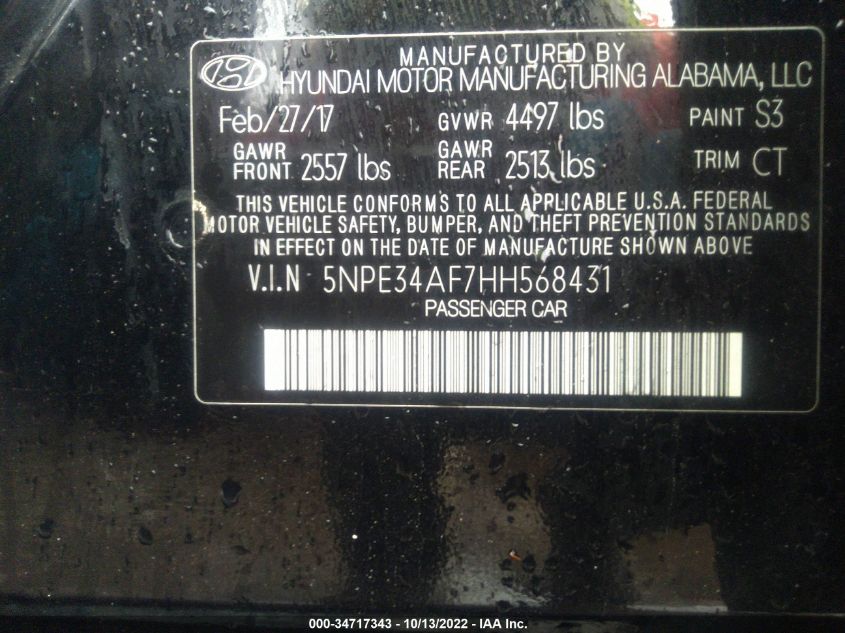 MANUFACTURED BY
HYUNDAI MOTOR MANUFACTURING ALABAMA, LLC
Feb/27/17 GVWR 4497 lbs PAINT S3
GAWR FRONT 2557 lbs GAWR REAR 2513 lbs TRIM CT
THIS VEHICLE CONFORMS TO ALL APPLICABLE U.S.A. FEDERAL
MOTOR VEHICLE SAFETY, BUMPER, AND THEFT PREVENTION STANDARDS
IN EFFECT ON THE DATE OF MANUFACTURE SHOWN ABOVE
V.I.N 5NPE34AF7HH568431
PASSENGER CAR
000-34717343 - 10/13/2022 - IAA Inc.